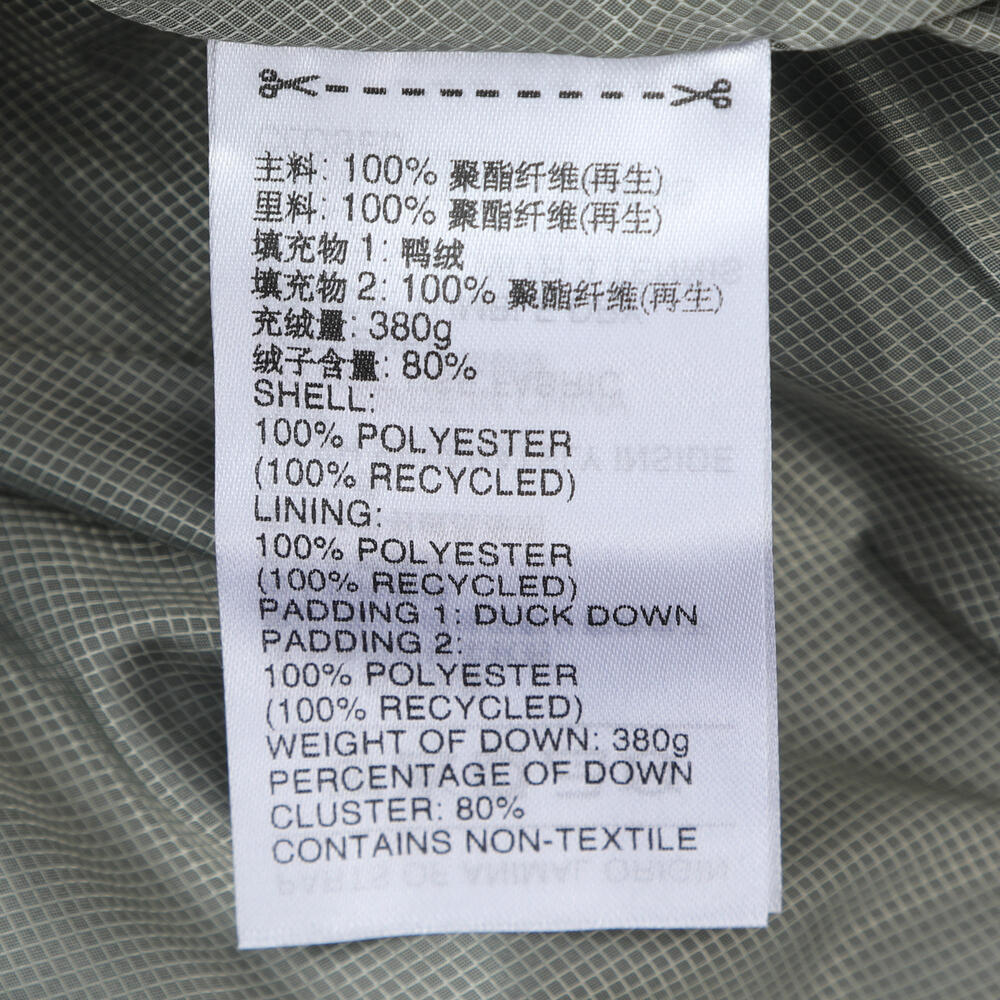 主料: 100% 聚酯纤维(再生)
里料: 100% 聚酯纤维(再生)
填充物 1: 鸭绒
填充物 2: 100% 聚酯纤维(再生)
充绒量: 380g
绒子含量: 80%
SHELL:
100% POLYESTER
(100% RECYCLED)
LINING:
100% POLYESTER
(100% RECYCLED)
PADDING 1: DUCK DOWN
PADDING 2:
100% POLYESTER
(100% RECYCLED)
WEIGHT OF DOWN: 380g
PERCENTAGE OF DOWN
CLUSTER: 80%
CONTAINS NON-TEXTILE
PARTS OF ANIMAL ORIGIN